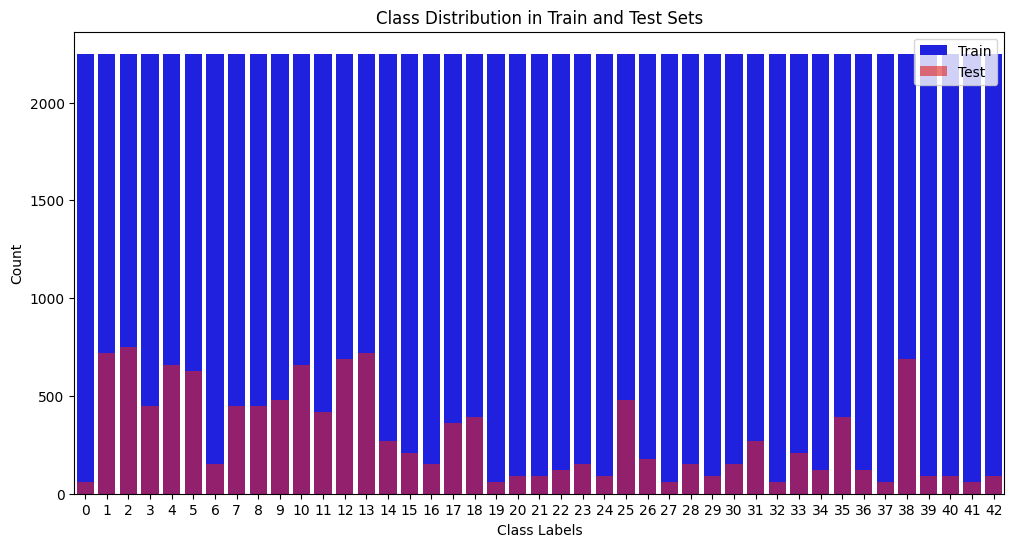 Class Distribution in Train and Test Sets
Train
Test
2000
1500
1000
500
0
Count
0 1 2 3 4 5 6 7 8 9 10 11 12 13 14 15 16 17 18 19 20 21 22 23 24 25 26 27 28 29 30 31 32 33 34 35 36 37 38 39 40 41 42
Class Labels